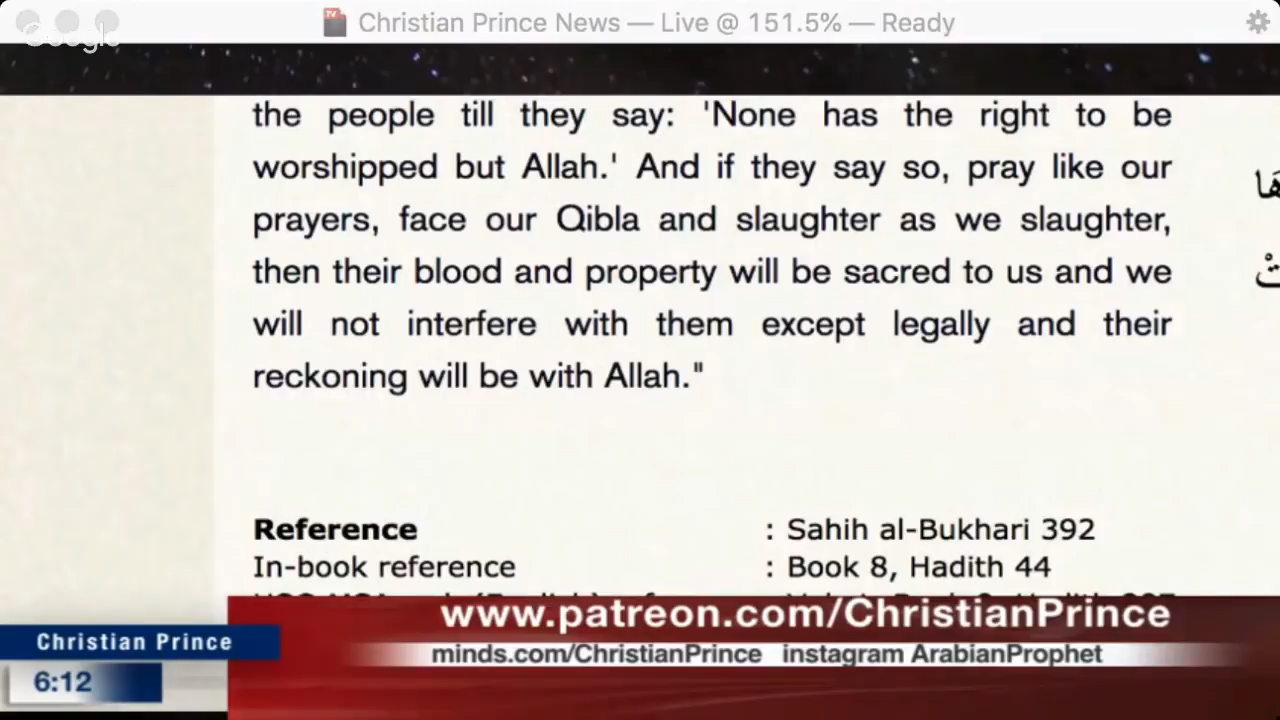 Christian Prince News — Live @ 151.5% — Ready
Google
the people till they say: 'None has the right to be
worshipped but Allah.' And if they say so, pray like our
prayers, face our Qibla and slaughter as we slaughter,
then their blood and property will be sacred to us and we
will not interfere with them except legally and their
reckoning will be with Allah."
Reference : Sahih al-Bukhari 392
In-book reference : Book 8, Hadith 44
www.patreon.com/ChristianPrince
Christian Prince
minds.com/ChristianPrince instagram ArabianProphet
6:12